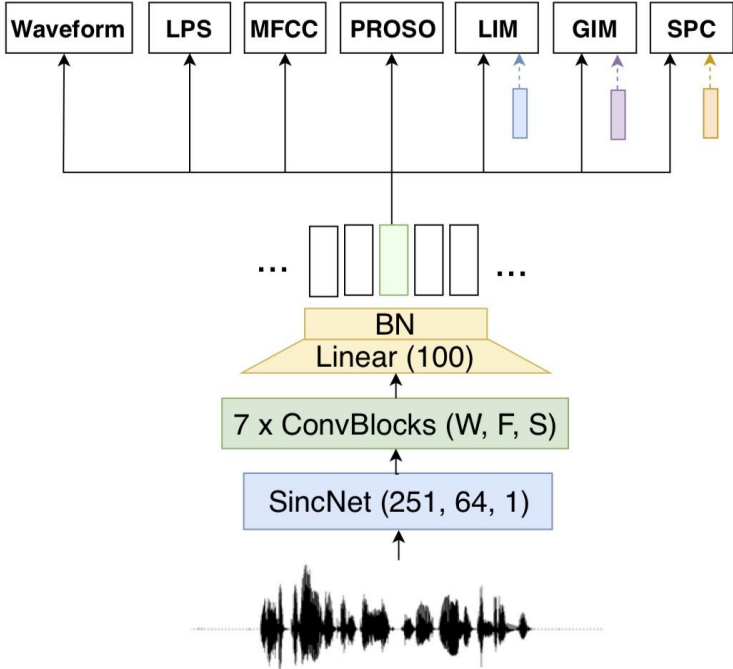 Waveform LPS MFCC PROSO LIM GIM SPC
... ...
BN
Linear (100)
7 x ConvBlocks (W, F, S)
SincNet (251, 64, 1)